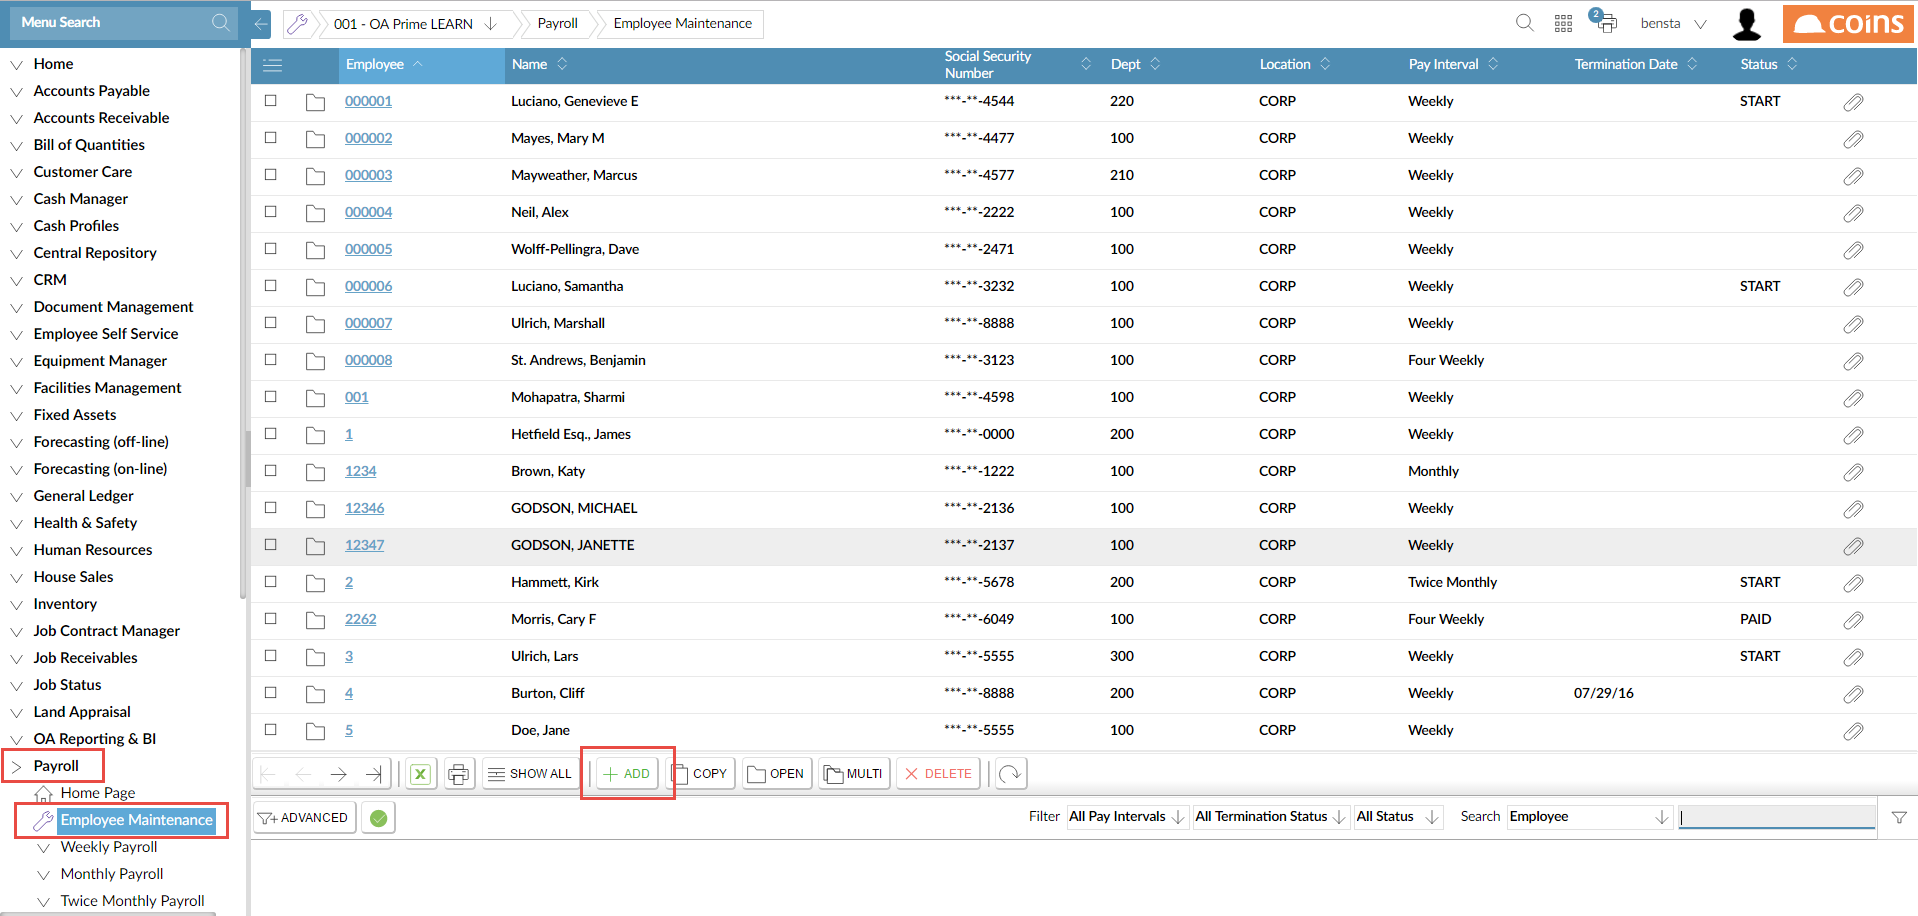 Menu Search
001 - OA Prime LEARN Payroll Employee Maintenance 2 bensta coins
Home
Accounts Payable
Accounts Receivable
Bill of Quantities
Customer Care
Cash Manager
Cash Profiles
Central Repository
CRM
Document Management
Employee Self Service
Equipment Manager
Facilities Management
Fixed Assets
Forecasting (off-line)
Forecasting (on-line)
General Ledger
Health & Safety
Human Resources
House Sales
Inventory
Job Contract Manager
Job Receivables
Job Status
Land Appraisal
OA Reporting & BI
Payroll
Home Page
Employee Maintenance
Weekly Payroll
Monthly Payroll
Twice Monthly Payroll
Employee Name Social Security Number Dept Location Pay Interval Termination Date Status
000001 Luciano, Genevieve E ***-**-4544 220 CORP Weekly START
000002 Mayes, Mary M ***-**-4477 100 CORP Weekly
000003 Mayweather, Marcus ***-**-4577 210 CORP Weekly
000004 Neil, Alex ***-**-2222 100 CORP Weekly
000005 Wolff-Pellingra, Dave ***-**-2471 100 CORP Weekly
000006 Luciano, Samantha ***-**-3232 100 CORP Weekly START
000007 Ulrich, Marshall ***-**-8888 100 CORP Weekly
000008 St. Andrews, Benjamin ***-**-3123 100 CORP Four Weekly
001 Mohapatra, Sharmi ***-**-4598 100 CORP Weekly
1 Hetfield Esq., James ***-**-0000 200 CORP Weekly
1234 Brown, Katy ***-**-1222 100 CORP Monthly
12346 GODSON, MICHAEL ***-**-2136 100 CORP Weekly
12347 GODSON, JANETTE ***-**-2137 100 CORP Weekly
2 Hammett, Kirk ***-**-5678 200 CORP Twice Monthly START
2262 Morris, Cary F ***-**-6049 100 CORP Four Weekly PAID
3 Ulrich, Lars ***-**-5555 300 CORP Weekly START
4 Burton, Cliff ***-**-8888 200 CORP Weekly 07/29/16
5 Doe, Jane ***-**-5555 100 CORP Weekly
SHOW ALL ADD COPY OPEN MULTI DELETE
ADVANCED Filter All Pay Intervals All Termination Status All Status Search Employee